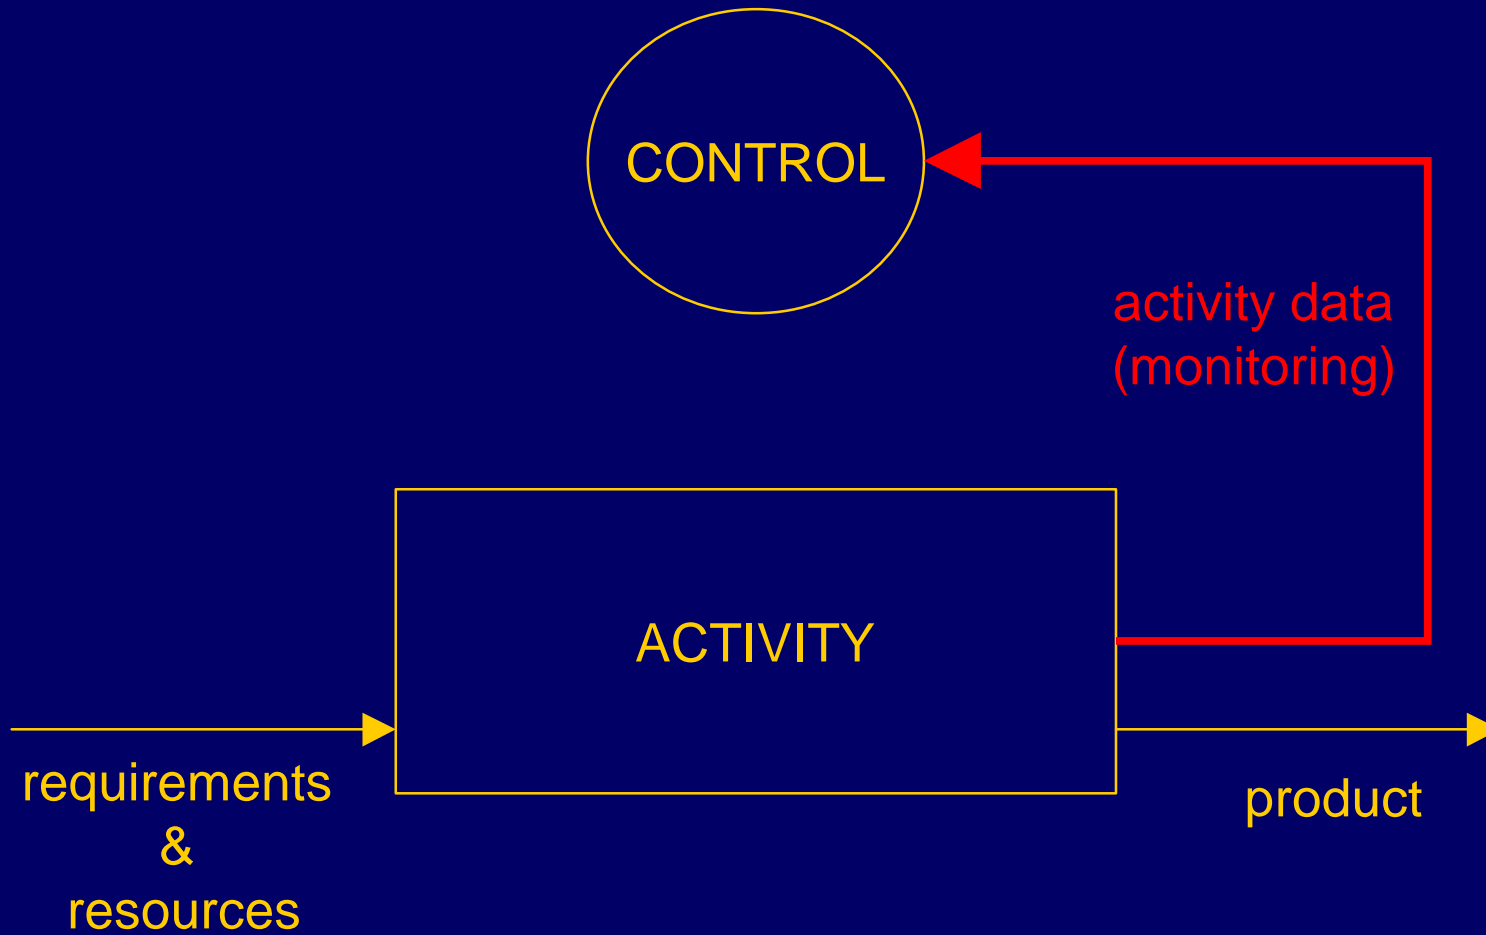 CONTROL
activity data
(monitoring)
ACTIVITY
requirements
&
resources
product